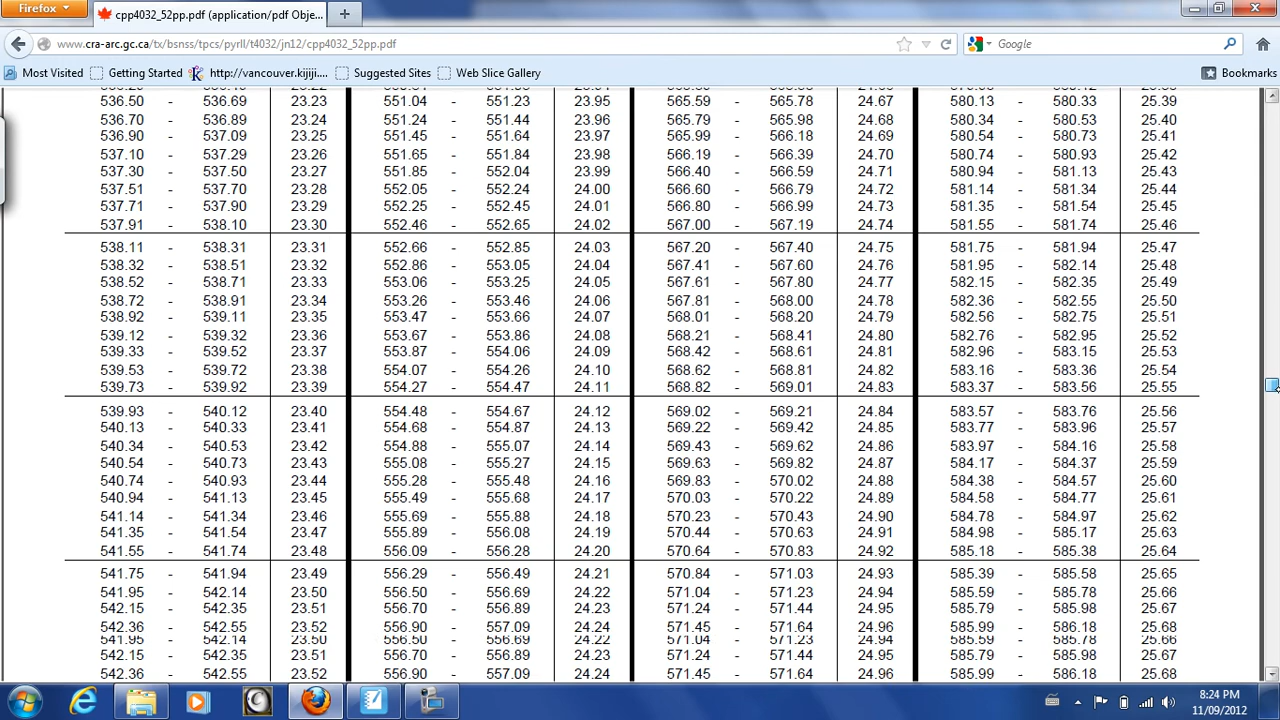 Firefox
cpp4032_52pp.pdf (application/pdf Obje...
www.cra-arc.gc.ca/tx/bsnss/tpcs/pyrll/t4032/jn12/cpp4032_52pp.pdf
Google
Most Visited Getting Started http://vancouver.kijiji.... Suggested Sites Web Slice Gallery Bookmarks
536.50 - 536.69 23.23 551.04 - 551.23 23.95 565.59 - 565.78 24.67 580.13 - 580.33 25.39
536.70 - 536.89 23.24 551.24 - 551.44 23.96 565.79 - 565.98 24.68 580.34 - 580.53 25.40
536.90 - 537.09 23.25 551.45 - 551.64 23.97 565.99 - 566.18 24.69 580.54 - 580.73 25.41
537.10 - 537.29 23.26 551.65 - 551.84 23.98 566.19 - 566.39 24.70 580.74 - 580.93 25.42
537.30 - 537.50 23.27 551.85 - 552.04 23.99 566.40 - 566.59 24.71 580.94 - 581.13 25.43
537.51 - 537.70 23.28 552.05 - 552.24 24.00 566.60 - 566.79 24.72 581.14 - 581.34 25.44
537.71 - 537.90 23.29 552.25 - 552.45 24.01 566.80 - 566.99 24.73 581.35 - 581.54 25.45
537.91 - 538.10 23.30 552.46 - 552.65 24.02 567.00 - 567.19 24.74 581.55 - 581.74 25.46
538.11 - 538.31 23.31 552.66 - 552.85 24.03 567.20 - 567.40 24.75 581.75 - 581.94 25.47
538.32 - 538.51 23.32 552.86 - 553.05 24.04 567.41 - 567.60 24.76 581.95 - 582.14 25.48
538.52 - 538.71 23.33 553.06 - 553.25 24.05 567.61 - 567.80 24.77 582.15 - 582.35 25.49
538.72 - 538.91 23.34 553.26 - 553.46 24.06 567.81 - 568.00 24.78 582.36 - 582.55 25.50
538.92 - 539.11 23.35 553.47 - 553.66 24.07 568.01 - 568.20 24.79 582.56 - 582.75 25.51
539.12 - 539.32 23.36 553.67 - 553.86 24.08 568.21 - 568.41 24.80 582.76 - 582.95 25.52
539.33 - 539.52 23.37 553.87 - 554.06 24.09 568.42 - 568.61 24.81 582.96 - 583.15 25.53
539.53 - 539.72 23.38 554.07 - 554.26 24.10 568.62 - 568.81 24.82 583.16 - 583.36 25.54
539.73 - 539.92 23.39 554.27 - 554.47 24.11 568.82 - 569.01 24.83 583.37 - 583.56 25.55
539.93 - 540.12 23.40 554.48 - 554.67 24.12 569.02 - 569.21 24.84 583.57 - 583.76 25.56
540.13 - 540.33 23.41 554.68 - 554.87 24.13 569.22 - 569.42 24.85 583.77 - 583.96 25.57
540.34 - 540.53 23.42 554.88 - 555.07 24.14 569.43 - 569.62 24.86 583.97 - 584.16 25.58
540.54 - 540.73 23.43 555.08 - 555.27 24.15 569.63 - 569.82 24.87 584.17 - 584.37 25.59
540.74 - 540.93 23.44 555.28 - 555.48 24.16 569.83 - 570.02 24.88 584.38 - 584.57 25.60
540.94 - 541.13 23.45 555.49 - 555.68 24.17 570.03 - 570.22 24.89 584.58 - 584.77 25.61
541.14 - 541.34 23.46 555.69 - 555.88 24.18 570.23 - 570.43 24.90 584.78 - 584.97 25.62
541.35 - 541.54 23.47 555.89 - 556.08 24.19 570.44 - 570.63 24.91 584.98 - 585.17 25.63
541.55 - 541.74 23.48 556.09 - 556.28 24.20 570.64 - 570.83 24.92 585.18 - 585.38 25.64
541.75 - 541.94 23.49 556.29 - 556.49 24.21 570.84 - 571.03 24.93 585.39 - 585.58 25.65
541.95 - 542.14 23.50 556.50 - 556.69 24.22 571.04 - 571.23 24.94 585.59 - 585.78 25.66
542.15 - 542.35 23.51 556.70 - 556.89 24.23 571.24 - 571.44 24.95 585.79 - 585.98 25.67
542.36 - 542.55 23.52 556.90 - 557.09 24.24 571.45 - 571.64 24.96 585.99 - 586.18 25.68
541.95 - 542.14 23.50 556.50 - 556.69 24.22 571.04 - 571.23 24.94 585.59 - 585.78 25.66
542.15 - 542.35 23.51 556.70 - 556.89 24.23 571.24 - 571.44 24.95 585.79 - 585.98 25.67
542.36 - 542.55 23.52 556.90 - 557.09 24.24 571.45 - 571.64 24.96 585.99 - 586.18 25.68
8:24 PM
11/09/2012